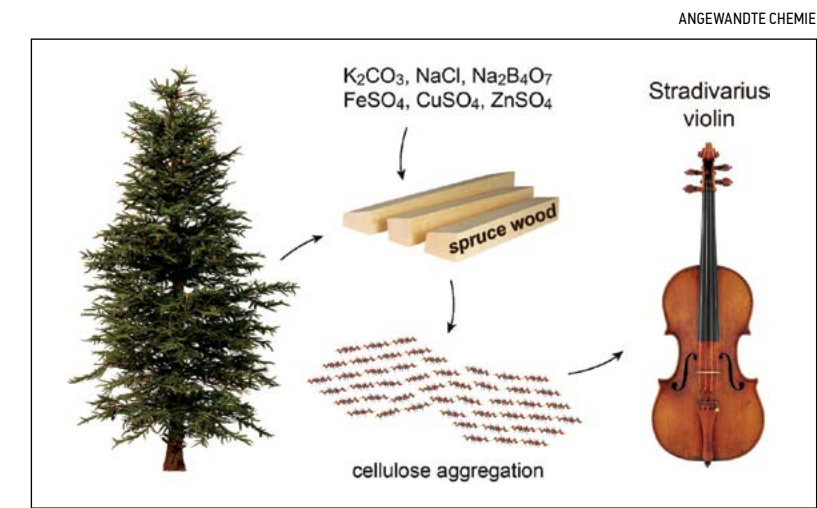 ANGEWANDTE CHEMIE
K₂CO₃, NaCl, Na₂B₄O₇
FeSO₄, CuSO₄, ZnSO₄
Stradivarius
violin
spruce wood
cellulose aggregation